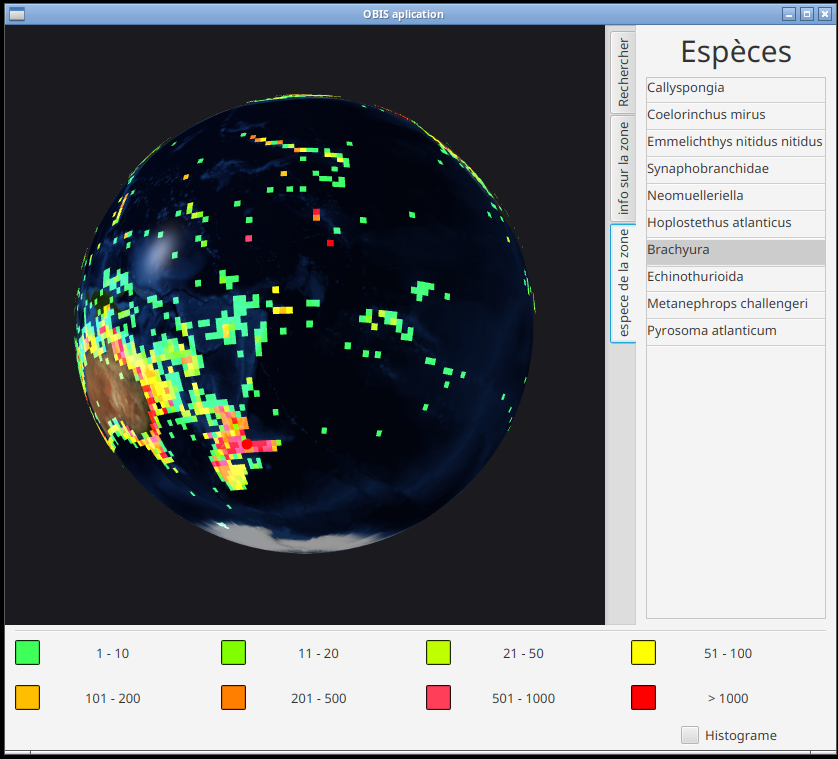 OBIS aplication
Rechercher
info sur la zone
espece de la zone
Espèces
Callyspongia
Coelorinchus mirus
Emmelichthys nitidus nitidus
Synaphobranchidae
Neomuelleriella
Hoplostethus atlanticus
Brachyura
Echinothurioida
Metanephrops challengeri
Pyrosoma atlanticum
1 - 10
11 - 20
21 - 50
51 - 100
101 - 200
201 - 500
501 - 1000
> 1000
Histograme